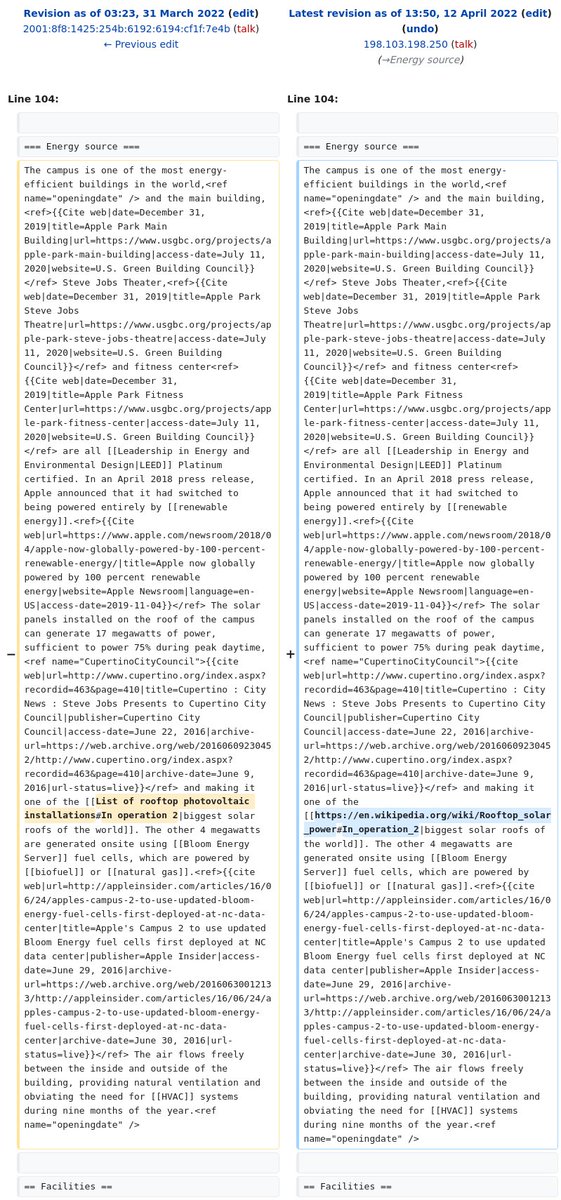 Revision as of 03:23, 31 March 2022 (edit)
2001:8f8:1425:254b:6192:6194:cf1f:7e4b (talk)
← Previous edit
Latest revision as of 13:50, 12 April 2022 (edit)
(undo)
198.103.198.250 (talk)
(→Energy source)
Line 104:
=== Energy source ===
−
The campus is one of the most energy-
efficient buildings in the world,<ref
name="openingdate" /> and the main building,
<ref>{{Cite web|date=December 31,
2019|title=Apple Park Main
Building|url=https://www.usgbc.org/projects/a
pple-park-main-building|access-date=July 11,
2020|website=U.S. Green Building Council}}
</ref> Steve Jobs Theater,<ref>{{Cite
web|date=December 31, 2019|title=Apple Park
Steve Jobs
Theatre|url=https://www.usgbc.org/projects/ap
ple-park-steve-jobs-theatre|access-date=July
11, 2020|website=U.S. Green Building
Council}}</ref> and fitness center<ref>
{{Cite web|date=December 31,
2019|title=Apple Park Fitness
Center|url=https://www.usgbc.org/projects/app
le-park-fitness-center|access-date=July 11,
2020|website=U.S. Green Building Council}}
</ref> are all [[Leadership in Energy and
Environmental Design|LEED]] Platinum
certified. In an April 2018 press release,
Apple announced that it had switched to
being powered entirely by [[renewable
energy]].<ref>{{Cite
web|url=https://www.apple.com/newsroom/2018/0
4/apple-now-globally-powered-by-100-percent-
renewable-energy/|title=Apple now globally
powered by 100 percent renewable
energy|website=Apple Newsroom|language=en-
US|access-date=2019-11-04}}</ref> The solar
panels installed on the roof of the campus
can generate 17 megawatts of power,
sufficient to power 75% during peak daytime,
<ref name="CupertinoCityCouncil">{{cite
web|url=http://www.cupertino.org/index.aspx?
recordid=463&page=410|title=Cupertino : City
News : Steve Jobs Presents to Cupertino City
Council|publisher=Cupertino City
Council|access-date=June 22, 2016|archive-
url=https://web.archive.org/web/2016060923045
2/http://www.cupertino.org/index.aspx?
recordid=463&page=410|archive-date=June 9,
2016|url-status=live}}</ref> and making it
one of the [[List of rooftop photovoltaic
installations#In operation 2|biggest solar
roofs of the world]]. The other 4 megawatts
are generated onsite using [[Bloom Energy
Server]] fuel cells, which are powered by
[[biofuel]] or [[natural gas]].<ref>{{cite
web|url=http://appleinsider.com/articles/16/0
6/24/apples-campus-2-to-use-updated-bloom-
energy-fuel-cells-first-deployed-at-nc-data-
center|title=Apple's Campus 2 to use updated
Bloom Energy fuel cells first deployed at NC
data center|publisher=Apple Insider|access-
date=June 29, 2016|archive-
url=https://web.archive.org/web/2016063001213
3/http://appleinsider.com/articles/16/06/24/a
pples-campus-2-to-use-updated-bloom-energy-
fuel-cells-first-deployed-at-nc-data-
center|archive-date=June 30, 2016|url-
status=live}}</ref> The air flows freely
between the inside and outside of the
building, providing natural ventilation and
obviating the need for [[HVAC]] systems
during nine months of the year.<ref
name="openingdate" />
== Facilities ==
Line 104:
=== Energy source ===
+
The campus is one of the most energy-
efficient buildings in the world,<ref
name="openingdate" /> and the main building,
<ref>{{Cite web|date=December 31,
2019|title=Apple Park Main
Building|url=https://www.usgbc.org/projects/a
pple-park-main-building|access-date=July 11,
2020|website=U.S. Green Building Council}}
</ref> Steve Jobs Theater,<ref>{{Cite
web|date=December 31, 2019|title=Apple Park
Steve Jobs
Theatre|url=https://www.usgbc.org/projects/ap
ple-park-steve-jobs-theatre|access-date=July
11, 2020|website=U.S. Green Building
Council}}</ref> and fitness center<ref>
{{Cite web|date=December 31,
2019|title=Apple Park Fitness
Center|url=https://www.usgbc.org/projects/app
le-park-fitness-center|access-date=July 11,
2020|website=U.S. Green Building Council}}
</ref> are all [[Leadership in Energy and
Environmental Design|LEED]] Platinum
certified. In an April 2018 press release,
Apple announced that it had switched to
being powered entirely by [[renewable
energy]].<ref>{{Cite
web|url=https://www.apple.com/newsroom/2018/0
4/apple-now-globally-powered-by-100-percent-
renewable-energy/|title=Apple now globally
powered by 100 percent renewable
energy|website=Apple Newsroom|language=en-
US|access-date=2019-11-04}}</ref> The solar
panels installed on the roof of the campus
can generate 17 megawatts of power,
sufficient to power 75% during peak daytime,
<ref name="CupertinoCityCouncil">{{cite
web|url=http://www.cupertino.org/index.aspx?
recordid=463&page=410|title=Cupertino : City
News : Steve Jobs Presents to Cupertino City
Council|publisher=Cupertino City
Council|access-date=June 22, 2016|archive-
url=https://web.archive.org/web/2016060923045
2/http://www.cupertino.org/index.aspx?
recordid=463&page=410|archive-date=June 9,
2016|url-status=live}}</ref> and making it
one of the
[[https://en.wikipedia.org/wiki/Rooftop_solar
_power#In_operation_2|biggest solar roofs of
the world]]. The other 4 megawatts are
generated onsite using [[Bloom Energy
Server]] fuel cells, which are powered by
[[biofuel]] or [[natural gas]].<ref>{{cite
web|url=http://appleinsider.com/articles/16/0
6/24/apples-campus-2-to-use-updated-bloom-
energy-fuel-cells-first-deployed-at-nc-data-
center|title=Apple's Campus 2 to use updated
Bloom Energy fuel cells first deployed at NC
data center|publisher=Apple Insider|access-
date=June 29, 2016|archive-
url=https://web.archive.org/web/2016063001213
3/http://appleinsider.com/articles/16/06/24/a
pples-campus-2-to-use-updated-bloom-energy-
fuel-cells-first-deployed-at-nc-data-
center|archive-date=June 30, 2016|url-
status=live}}</ref> The air flows freely
between the inside and outside of the
building, providing natural ventilation and
obviating the need for [[HVAC]] systems
during nine months of the year.<ref
name="openingdate" />
== Facilities ==